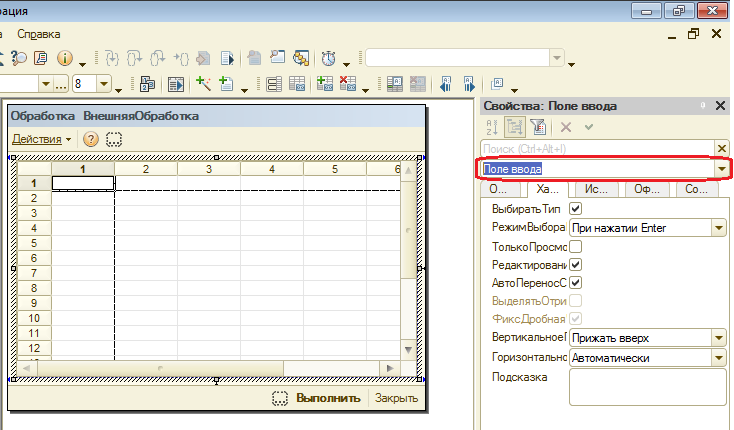 рация
Справка
8
Обработка ВнешняяОбработка
Действия
1 2 3 4 5 6
1
2
3
4
5
6
7
8
9
10
11
12
Выполнить Закрыть
Свойства: Поле ввода
Поиск (Ctrl+Alt+I)
Поле ввода
О... Ха... Ис... Оф... Со...
ВыбиратьТип
РежимВыбора При нажатии Enter
ТолькоПросмо
Редактировани
АвтоПереносС
ВыделятьОтри
ФиксДробная
ВертикальноеГ Прижать вверх
Горизонтально Автоматически
Подсказка